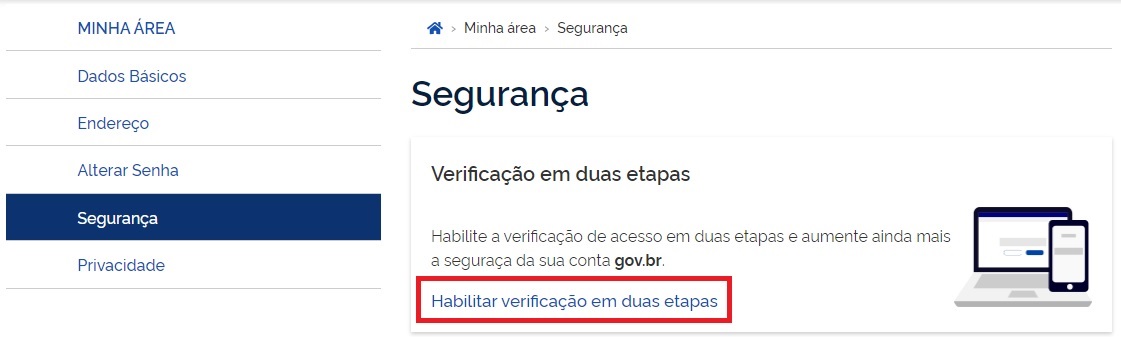 MINHA ÁREA
Dados Básicos
Endereço
Alterar Senha
Segurança
Privacidade
Minha área › Segurança
Segurança
Verificação em duas etapas
Habilite a verificação de acesso em duas etapas e aumente ainda mais
a seguraça da sua conta gov.br.
Habilitar verificação em duas etapas